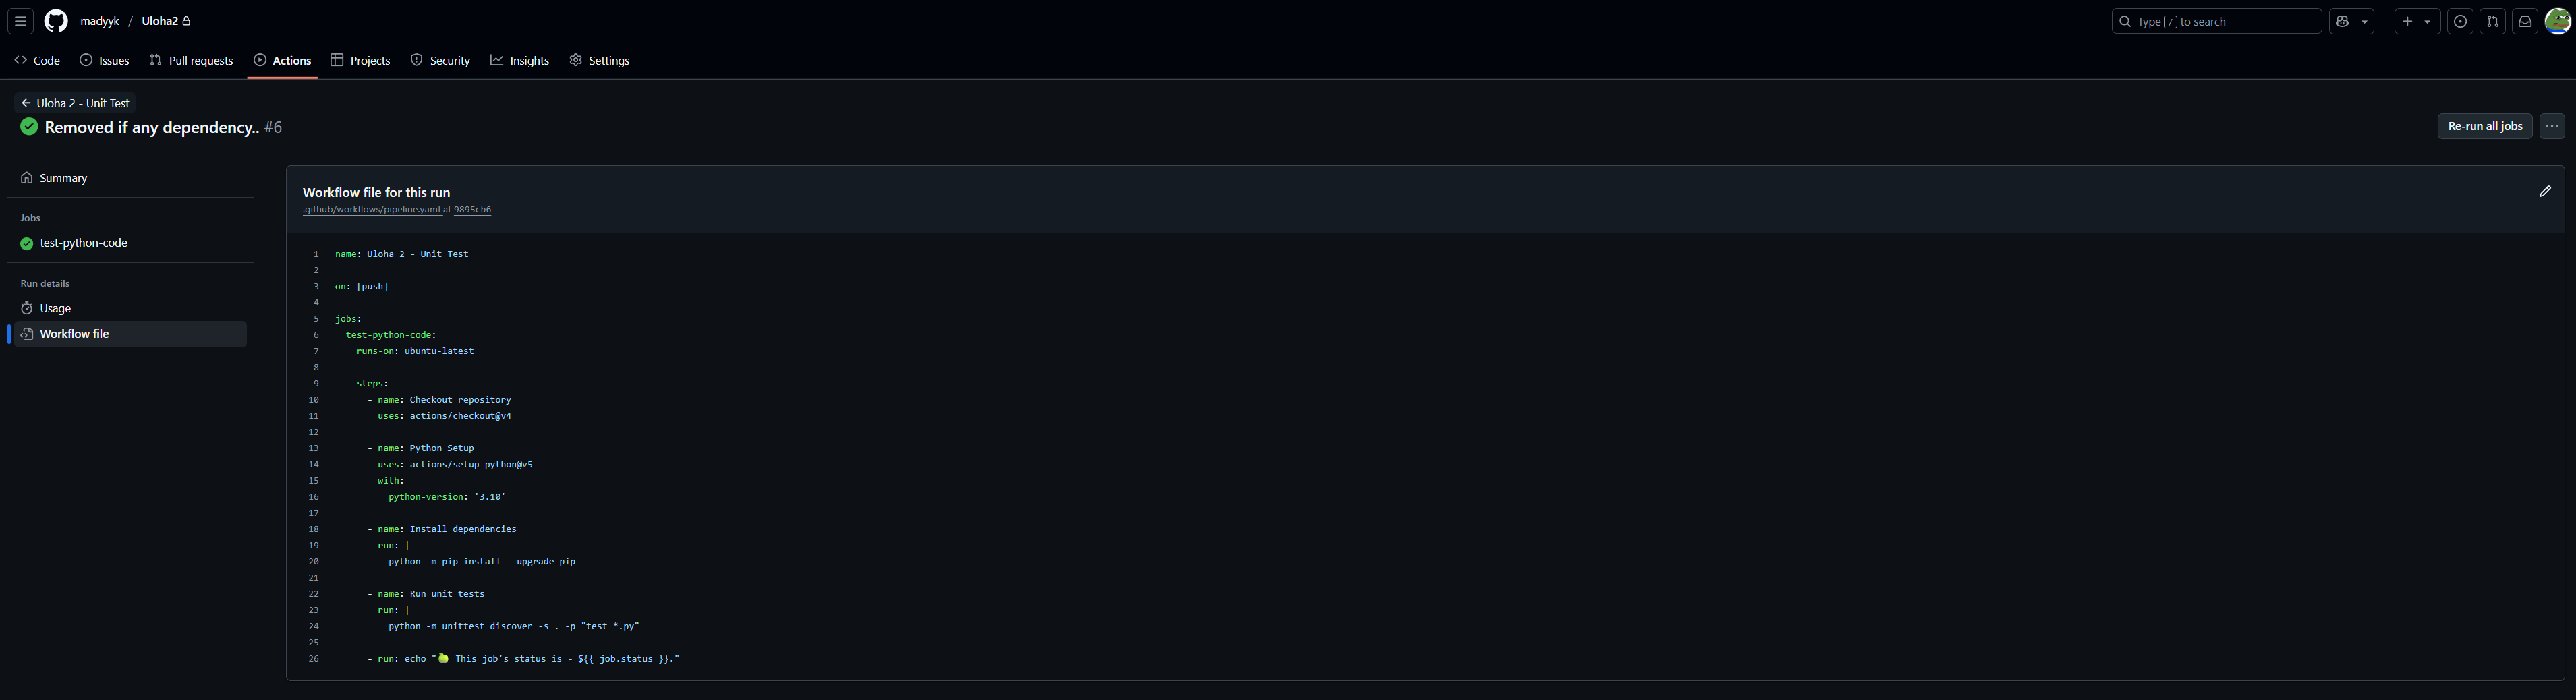 madyyk / Uloha2
Type / to search
Code Issues Pull requests Actions Projects Security Insights Settings
← Uloha 2 - Unit Test
Removed if any dependency.. #6
Re-run all jobs
Summary
Jobs
test-python-code
Run details
Usage
Workflow file
Workflow file for this run
.github/workflows/pipeline.yaml at 9895cb6
1 name: Uloha 2 - Unit Test
2
3 on: [push]
4
5 jobs:
6 test-python-code:
7 runs-on: ubuntu-latest
8
9 steps:
10 - name: Checkout repository
11 uses: actions/checkout@v4
12
13 - name: Python Setup
14 uses: actions/setup-python@v5
15 with:
16 python-version: '3.10'
17
18 - name: Install dependencies
19 run: |
20 python -m pip install --upgrade pip
21
22 - name: Run unit tests
23 run: |
24 python -m unittest discover -s . -p "test_*.py"
25
26 - run: echo "🍏 This job's status is - ${{ job.status }}."